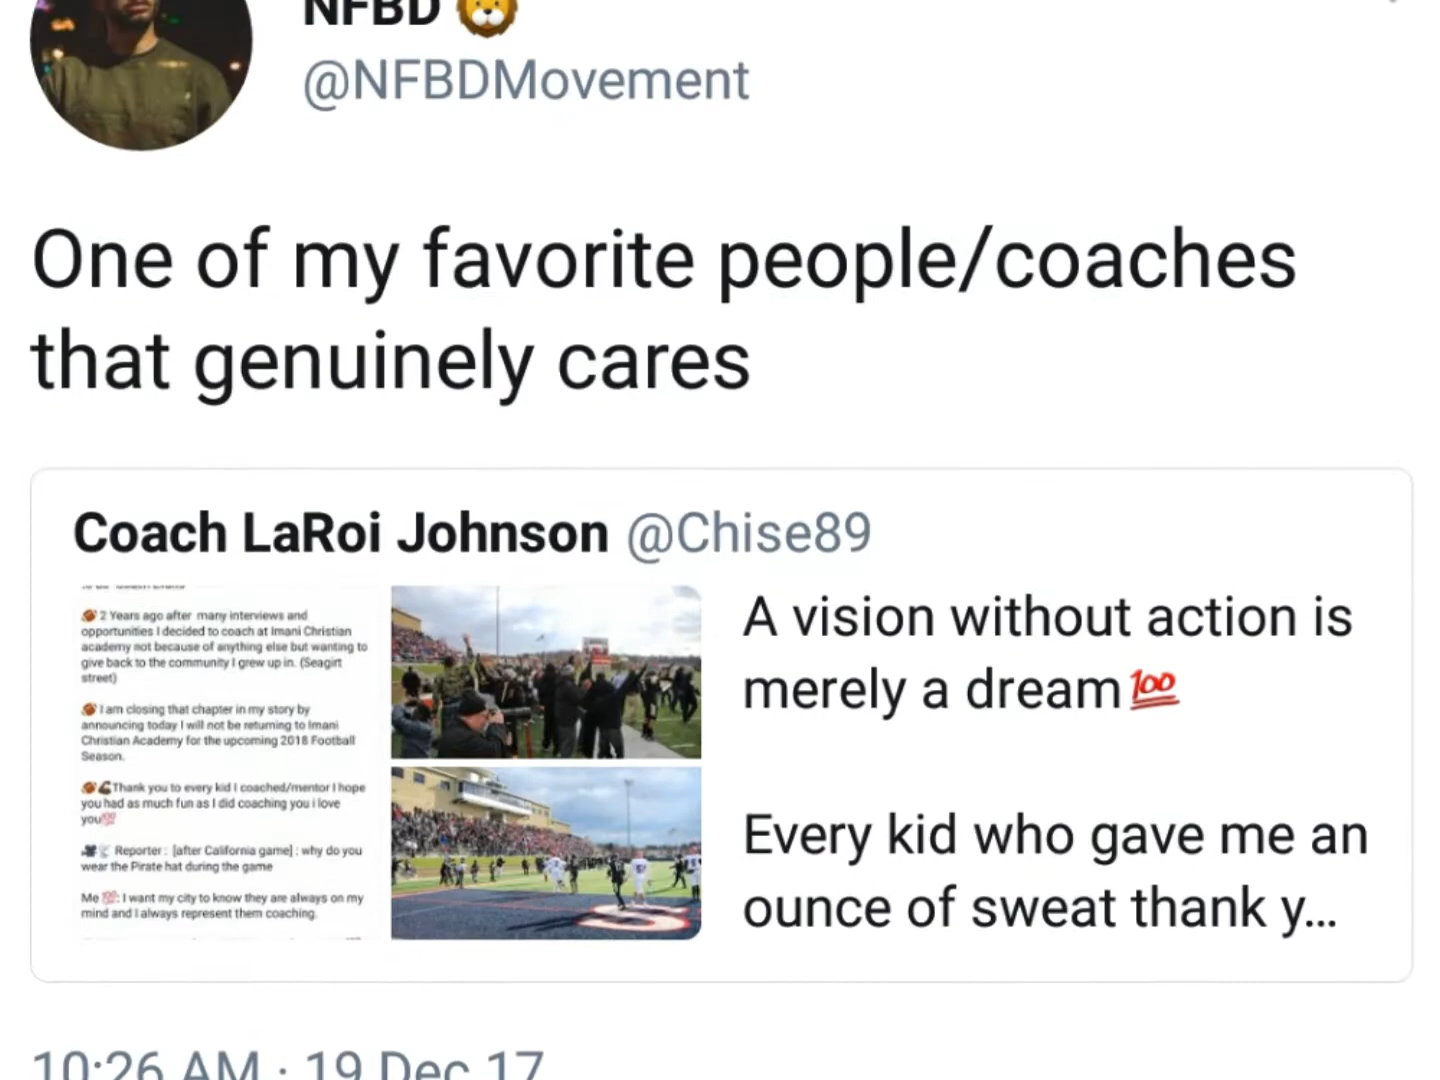 NFBD 🦁
@NFBDMovement
One of my favorite people/coaches
that genuinely cares
Coach LaRoi Johnson @Chise89
🏈 2 Years ago after many interviews and
opportunities I decided to coach at Imani Christian
academy not because of anything else but wanting to
give back to the community I grew up in. (Seagirt
street)
🏈 I am closing that chapter in my story by
announcing today I will not be returning to Imani
Christian Academy for the upcoming 2018 Football
Season.
🏈💪Thank you to every kid I coached/mentor I hope
you had as much fun as I did coaching you i love
you💯
Reporter: [after California game] : why do you
wear the Pirate hat during the game
Me 💯: I want my city to know they are always on my
mind and I always represent them coaching.
A vision without action is
merely a dream💯
Every kid who gave me an
ounce of sweat thank y...
10:26 AM · 19 Dec 17